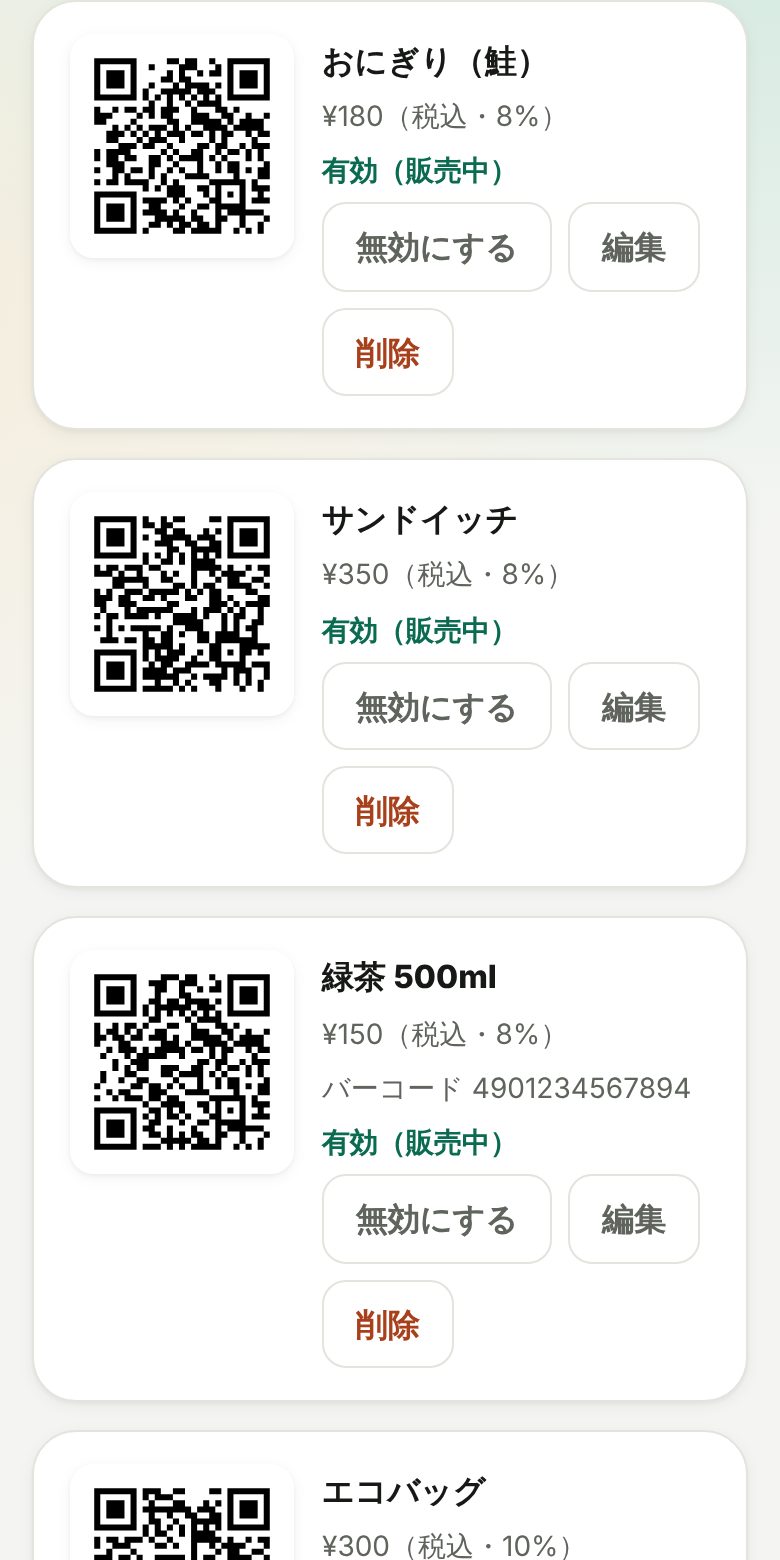 おにぎり（鮭）
¥180（税込・8%）
有効（販売中）
無効にする 編集
削除
サンドイッチ
¥350（税込・8%）
有効（販売中）
無効にする 編集
削除
緑茶 500ml
¥150（税込・8%）
バーコード 4901234567894
有効（販売中）
無効にする 編集
削除
エコバッグ
¥300（税込・10%）